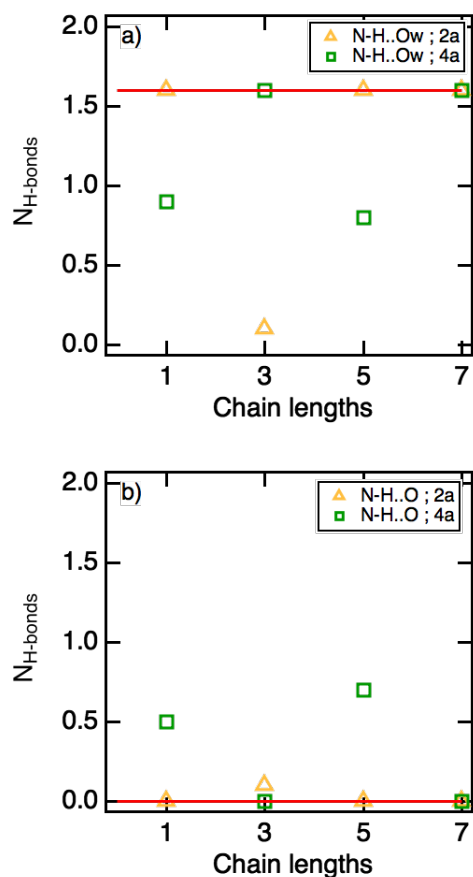 a)
N-H..Ow ; 2a
N-H..Ow ; 4a
2.0
1.5
1.0
0.5
0.0
NH-bonds
1 3 5 7
Chain lengths
b)
N-H..O ; 2a
N-H..O ; 4a
2.0
1.5
1.0
0.5
0.0
NH-bonds
1 3 5 7
Chain lengths